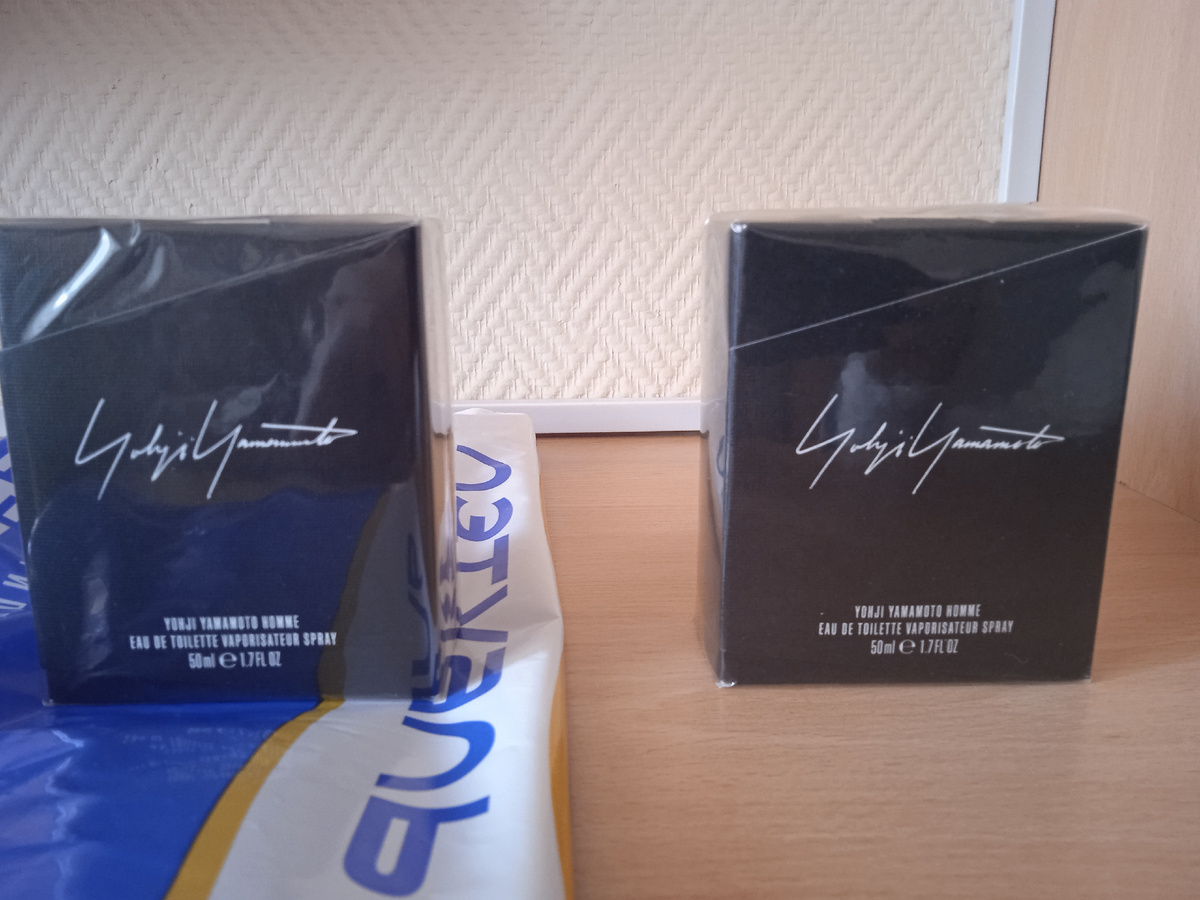 Yohji Yamamoto
YOHJI YAMAMOTO HOMME
EAU DE TOILETTE VAPORISATEUR SPRAY
50ml e 1.7FL OZ
Yohji Yamamoto
YOHJI YAMAMOTO HOMME
EAU DE TOILETTE VAPORISATEUR SPRAY
50ml e 1.7FL OZ